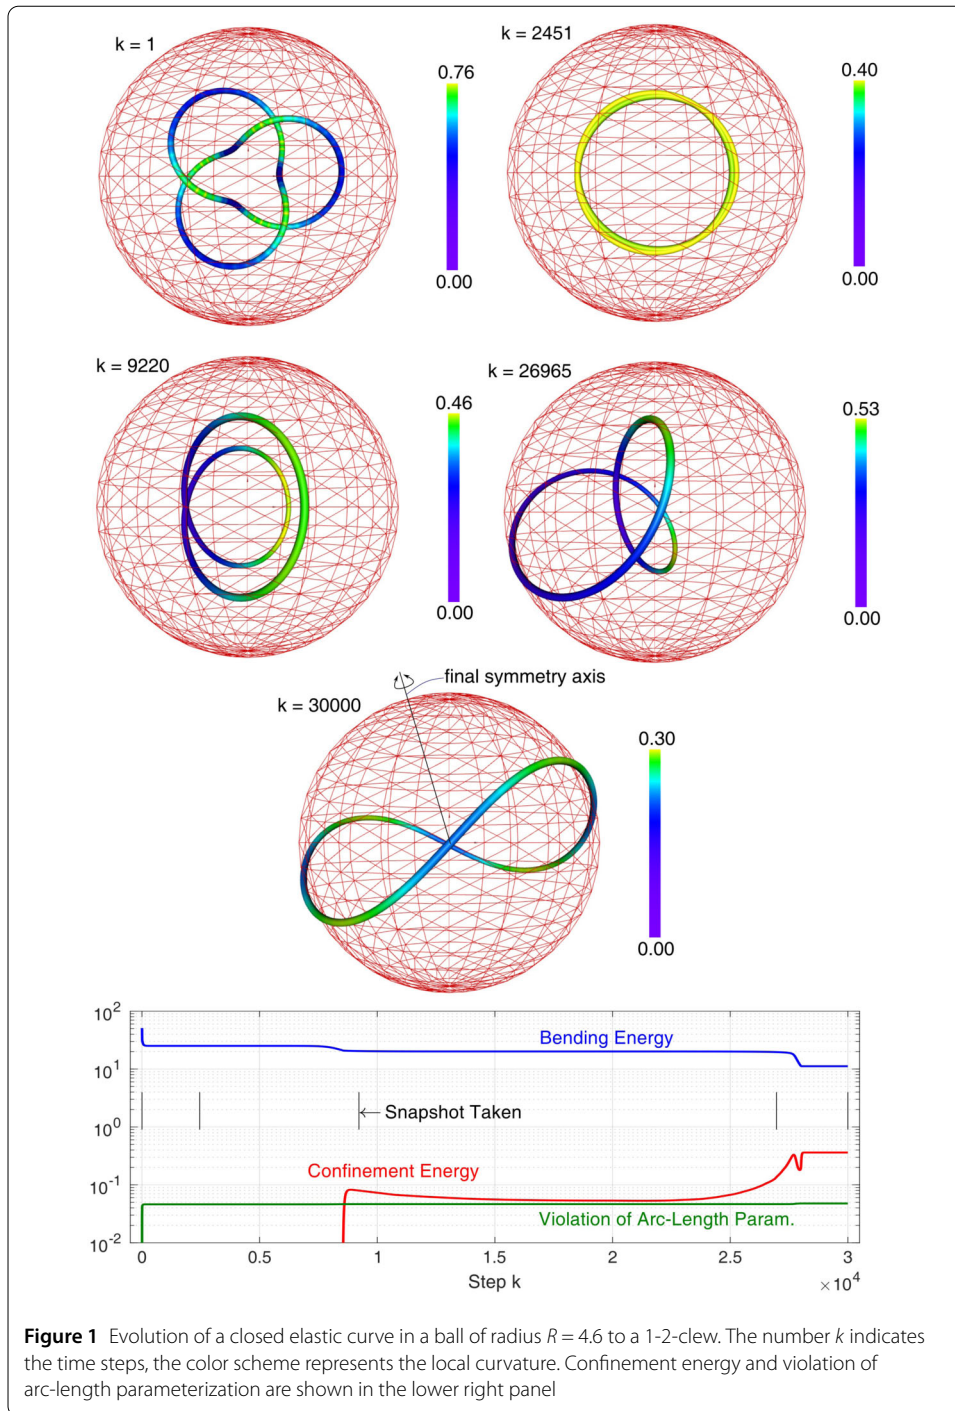 k = 1
0.76
0.00
k = 2451
0.40
0.00
k = 9220
0.46
0.00
k = 26965
0.53
0.00
final symmetry axis
k = 30000
0.30
0.00
10^2
10^1
10^0
10^-1
10^-2
Bending Energy
Snapshot Taken
Confinement Energy
Violation of Arc-Length Param.
0 0.5 1 1.5 2 2.5 3
Step k
×10^4
Figure 1 Evolution of a closed elastic curve in a ball of radius R = 4.6 to a 1-2-clew. The number k indicates
the time steps, the color scheme represents the local curvature. Confinement energy and violation of
arc-length parameterization are shown in the lower right panel